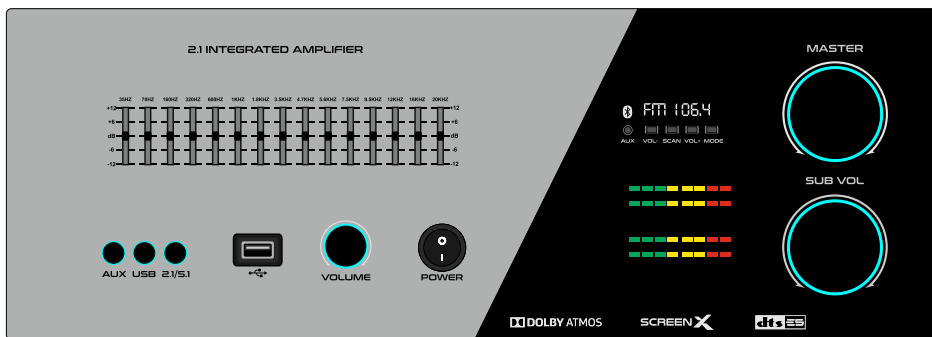 2.1 INTEGRATED AMPLIFIER
35HZ 70HZ 160HZ 320HZ 600HZ 1KHZ 1.8KHZ 3.5KHZ 4.7KHZ 5.6KHZ 7.5KHZ 9.5KHZ 12KHZ 16KHZ 20KHZ
+12 +12
+6 +6
dB dB
-6 -6
-12 -12
AUX USB 2.1/5.1
VOLUME
POWER
FM 106.4
AUX VOL- SCAN VOL+ MODE
MASTER
SUB VOL
DOLBY ATMOS
SCREENX
dts ES